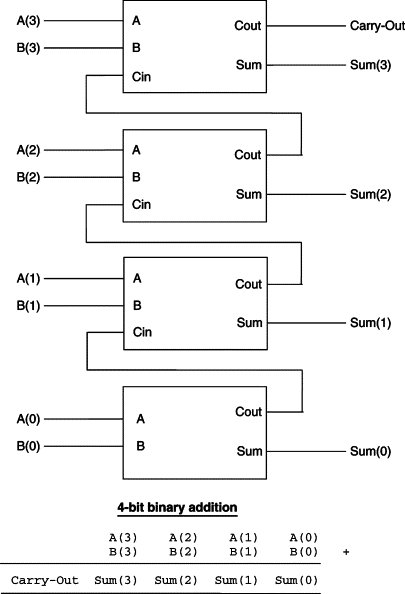 A(3) A Cout Carry-Out
B(3) B
Sum Sum(3)
Cin
A(2) A Cout
B(2) B
Sum Sum(2)
Cin
A(1) A Cout
B(1) B
Sum Sum(1)
Cin
Cout
A(0) A
B(0) B Sum Sum(0)
4-bit binary addition
A(3) A(2) A(1) A(0)
B(3) B(2) B(1) B(0) +
Carry-Out Sum(3) Sum(2) Sum(1) Sum(0)